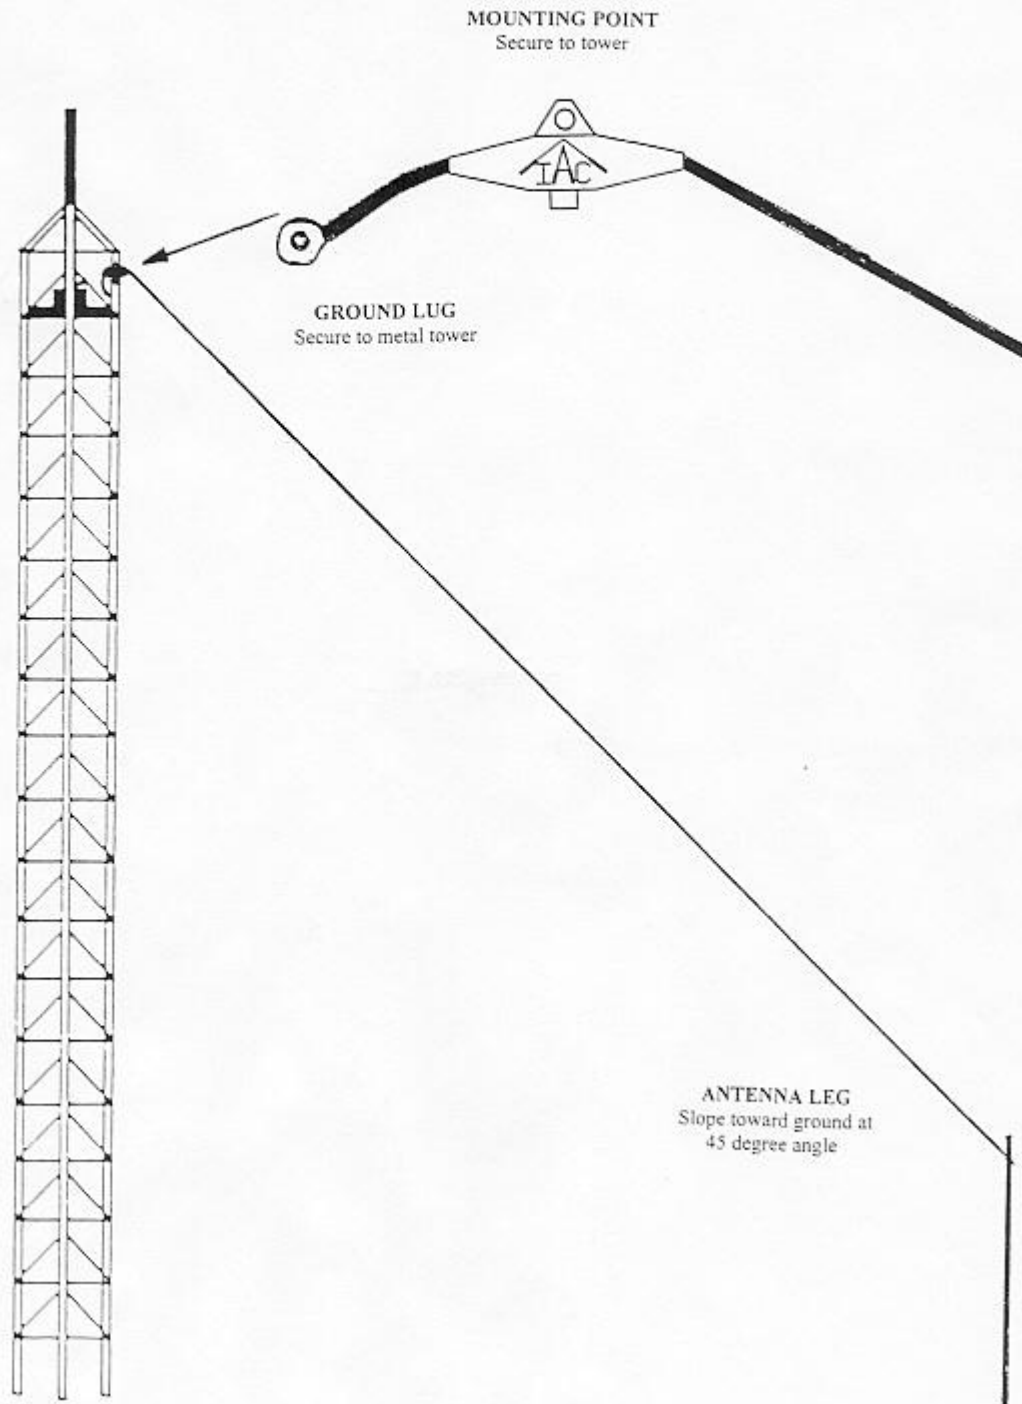 MOUNTING POINT
Secure to tower
IAC
GROUND LUG
Secure to metal tower
ANTENNA LEG
Slope toward ground at
45 degree angle